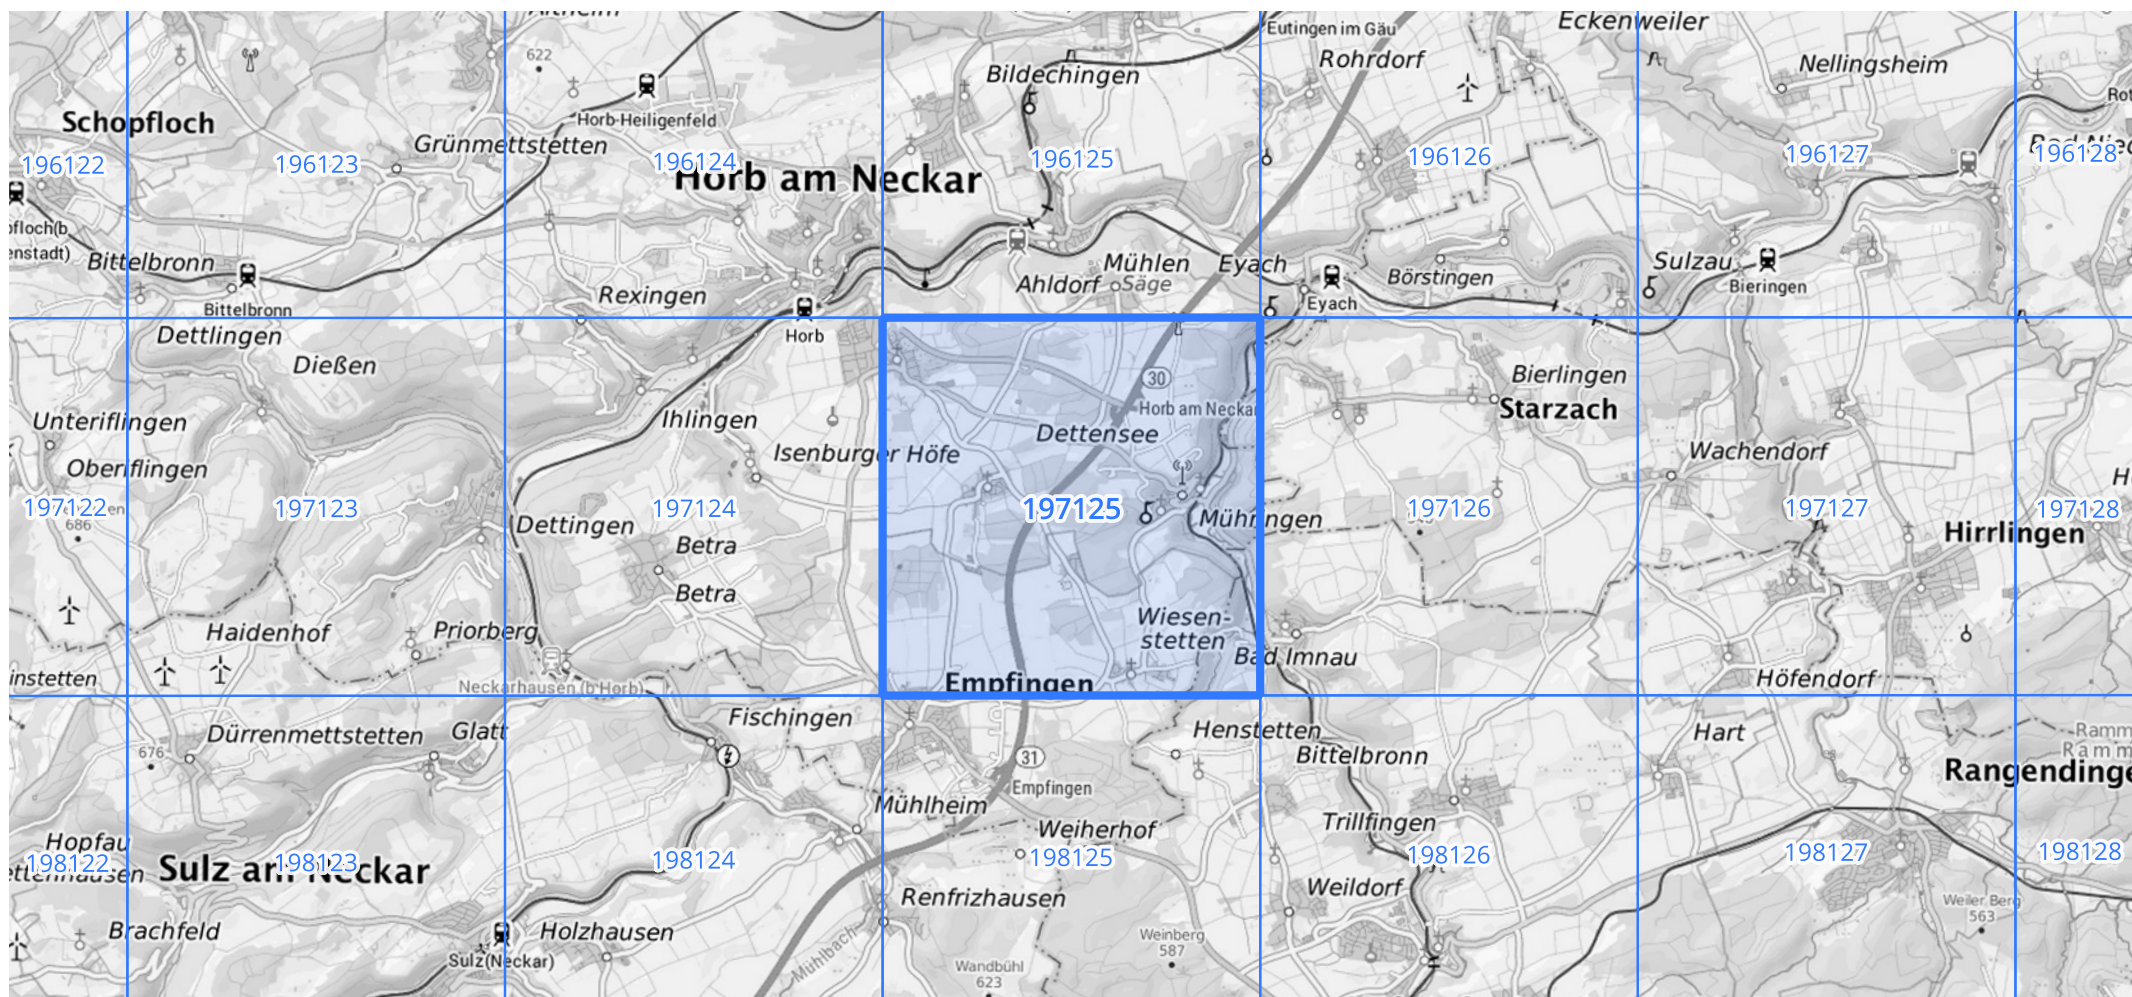 Eutingen im Gäu
Eckenweiler
622
Rohrdorf
Bildechingen
Nellingsheim
Schopfloch
Horb-Heiligenfeld
Grünmettstetten
196122
196123
196124
196125
196126
196127
196128
Horb am Neckar
Bittelbronn
Bittelbronn
Rexingen
Ahldorf
Mühlen
Säge
Eyach
Eyach
Börstingen
Sulzau
Bieringen
Horb
Dettlingen
Dießen
30
Horb am Neckar
Bierlingen
Starzach
Unteriflingen
Ihlingen
Dettensee
Oberiflingen
Isenburger Höfe
Wachendorf
197122
197123
197124
197125
197126
197127
197128
686
Dettingen
Mühringen
Hirrlingen
Betra
Betra
Wiesen-
stetten
Haidenhof
Priorberg
Bad Imnau
Neckarhausen (b Horb)
Empfingen
Höfendorf
Dürrenmettstetten
Glatt
Fischingen
Henstetten
Hart
676
31
Empfingen
Bittelbronn
Rangendinge
Mühlheim
Weiherhof
Trillfingen
Hopfau
198122
198123
198124
198125
198126
198127
198128
Sulz am Neckar
Weildorf
Renfrizhausen
Weiler Berg
563
Brachfeld
Holzhausen
Sulz(Neckar)
Mühlbach
Weinberg
587
Wandbühl
623